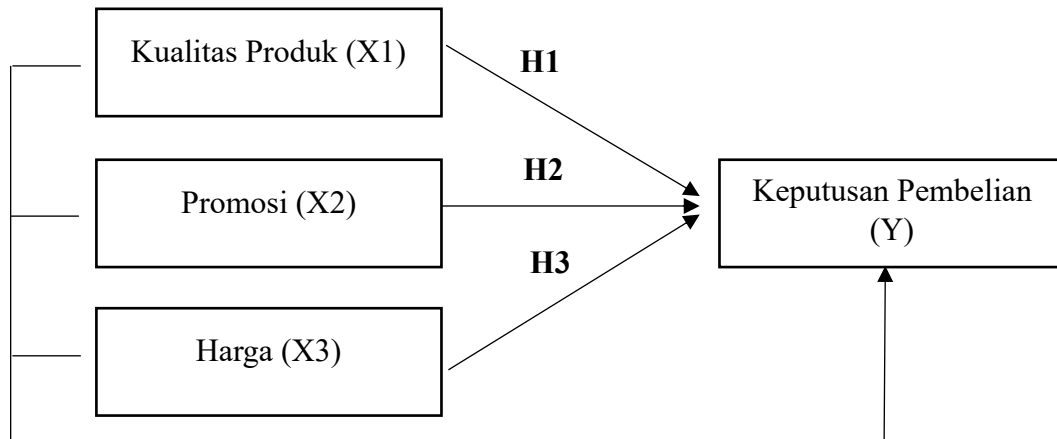 Kualitas Produk (X1)
H1
Promosi (X2)
H2
Keputusan Pembelian
(Y)
H3
Harga (X3)